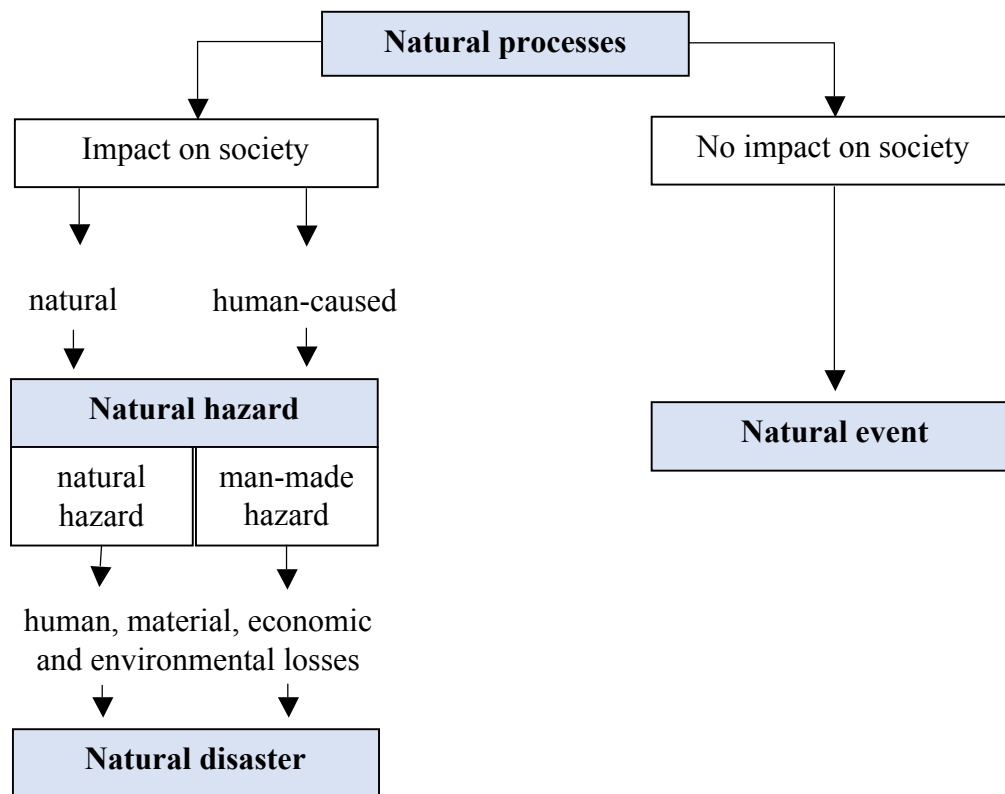 Natural processes
Impact on society
No impact on society
natural
human-caused
Natural hazard
natural
hazard
man-made
hazard
Natural event
human, material, economic
and environmental losses
Natural disaster